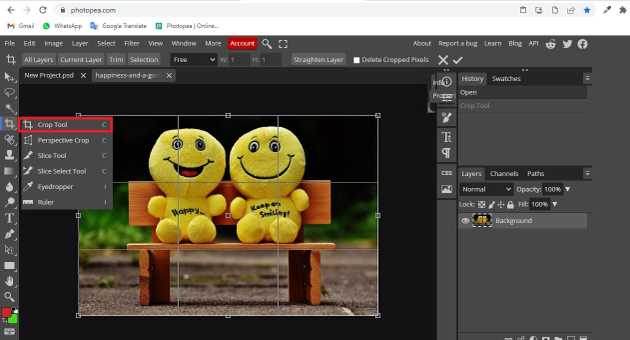 photopea.com
Gmail WhatsApp Google Translate Photopea | Online...
File Edit Image Layer Select Filter View Window More Account About Report a bug Learn Blog API
All Layers Current Layer Trim Selection Free W: 1 H: 1 Straighten Layer Delete Cropped Pixels
New Project.psd happiness-and-a-go
History Swatches
Open
Crop Tool
Crop Tool C
Perspective Crop C
Slice Tool C
Slice Select Tool C
Eyedropper I
Ruler I
Happy...
Keep on
Smiling!
CSS
Layers Channels Paths
Normal Opacity: 100%
Lock: Fill: 100%
Background